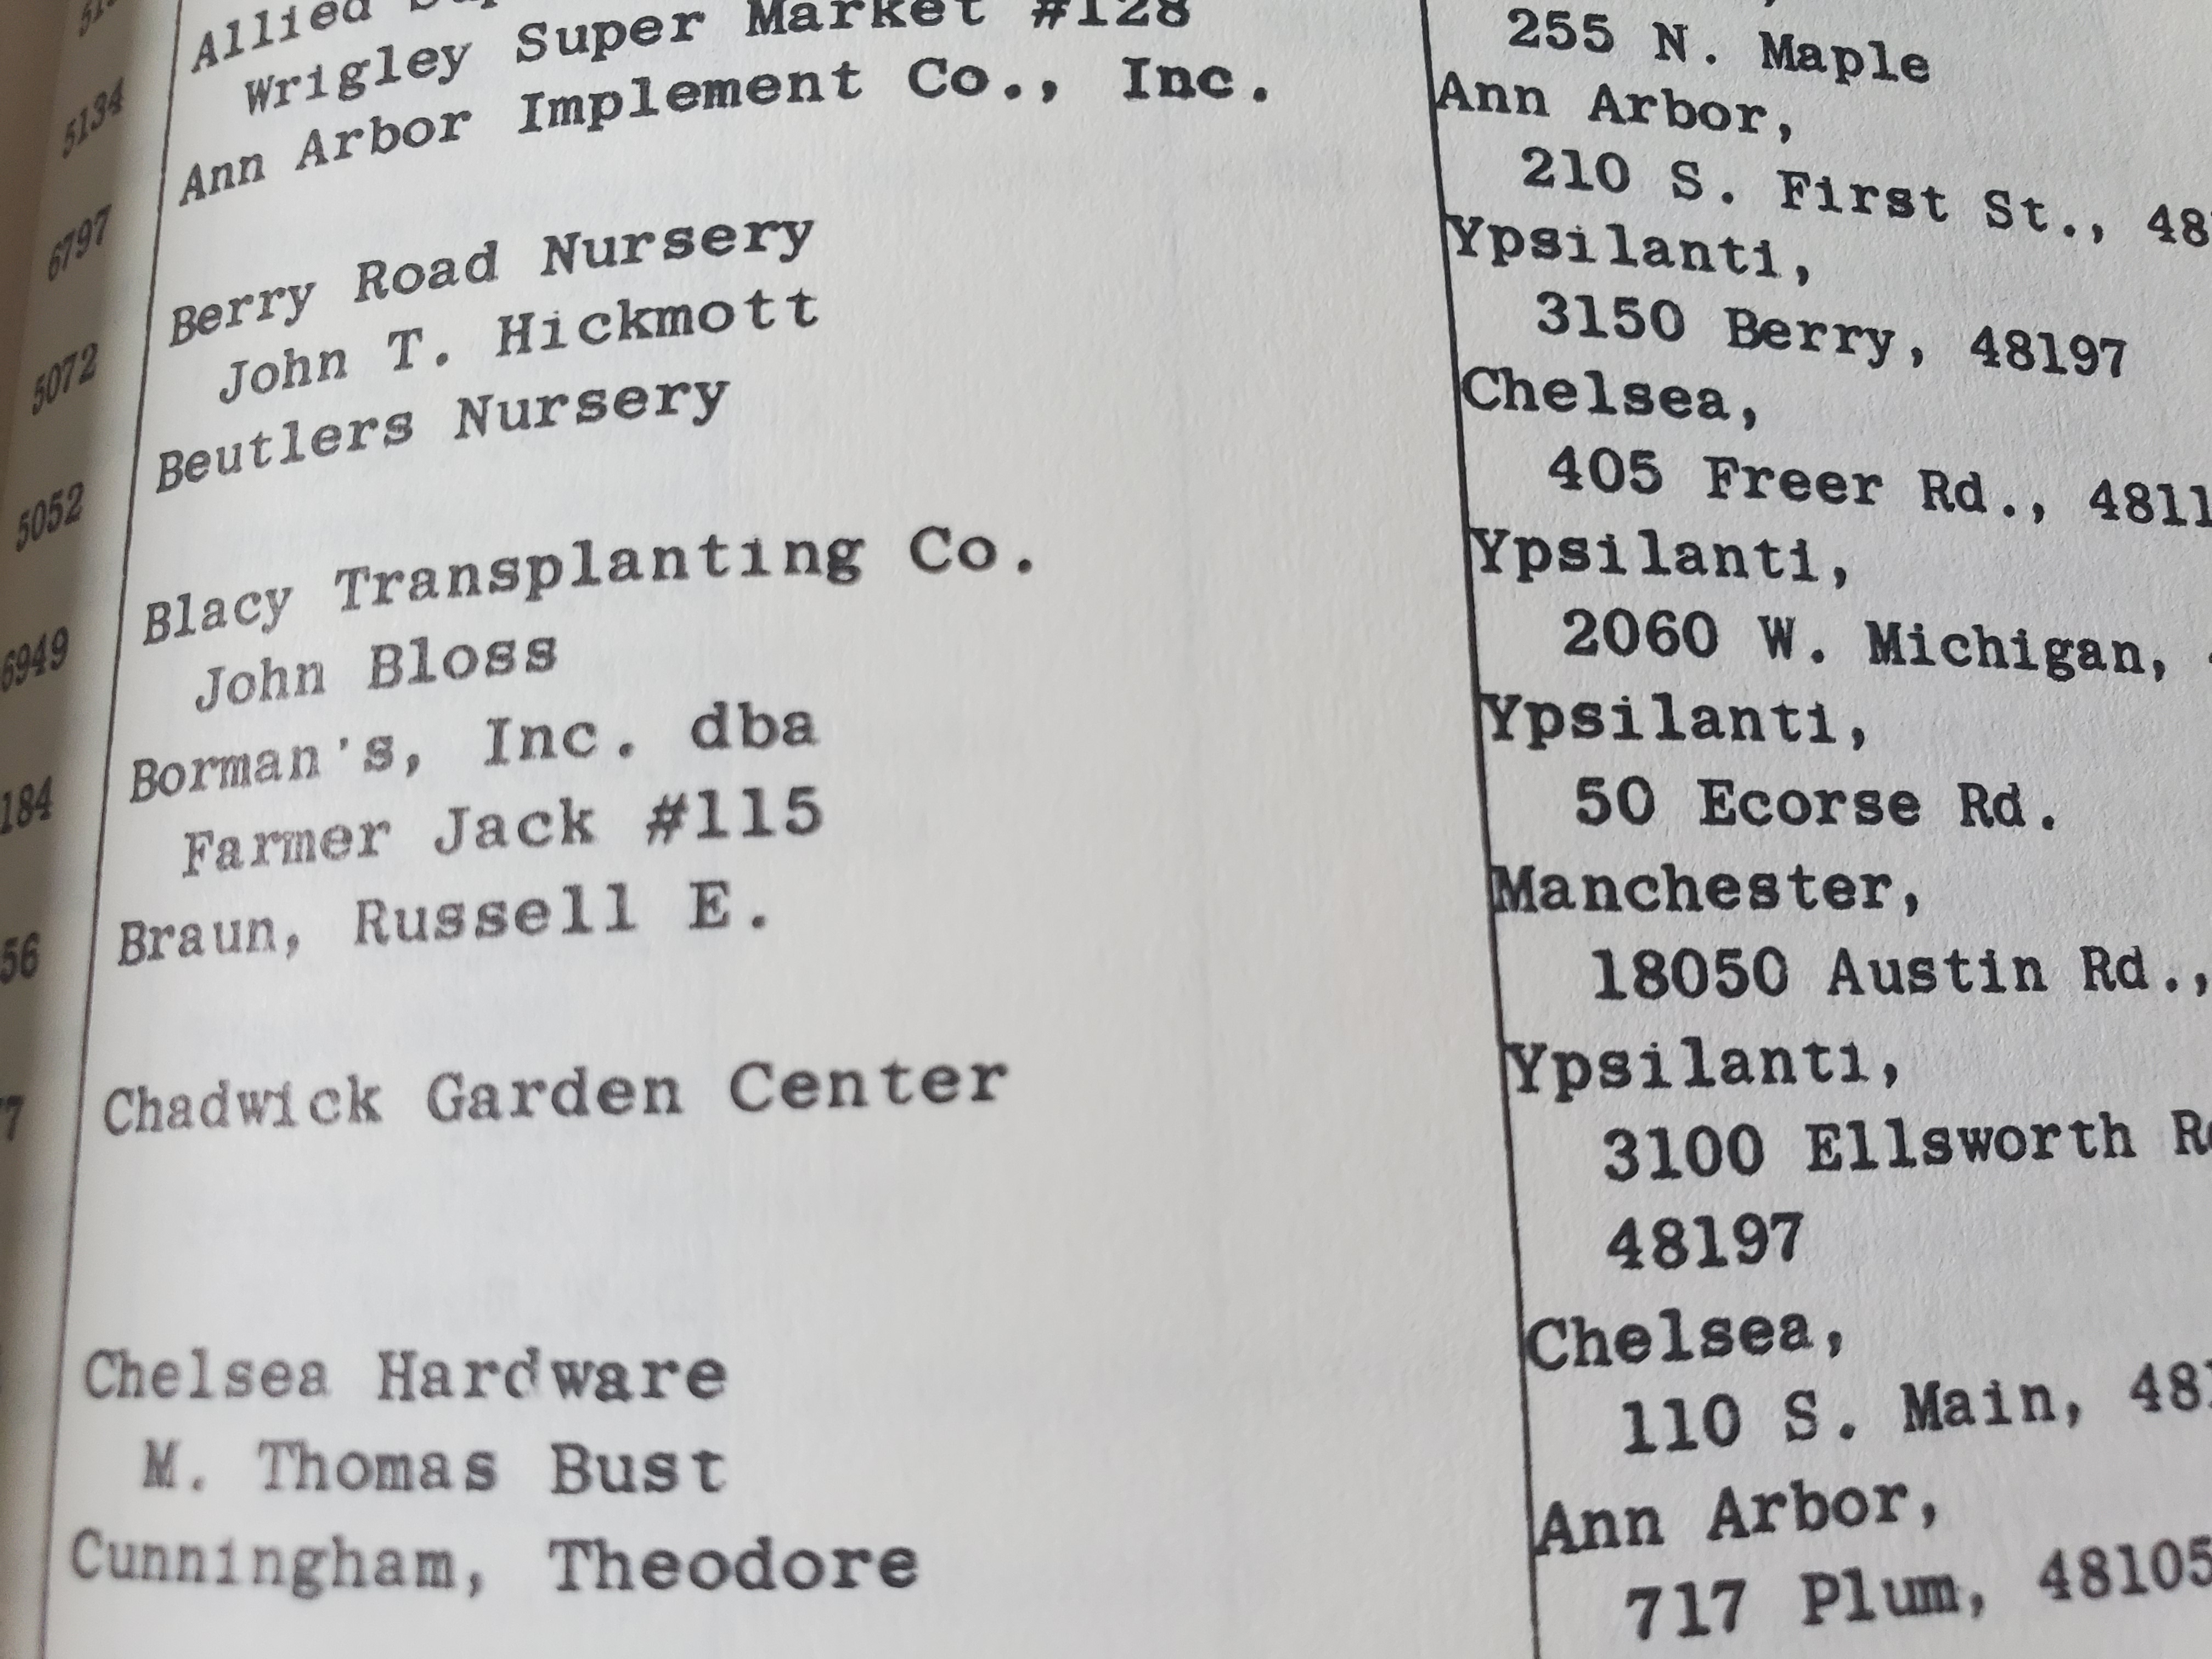 Allied
Wrigley Super Market #128
255 N. Maple
5134 Ann Arbor Implement Co., Inc.
Ann Arbor,
210 S. First St., 48
6797 Berry Road Nursery
Ypsilanti,
John T. Hickmott
3150 Berry, 48197
5072 Beutlers Nursery
Chelsea,
405 Freer Rd., 4811
5052 Blacy Transplanting Co.
Ypsilanti,
John Bloss
2060 W. Michigan,
6949 Borman's, Inc. dba
Ypsilanti,
Farmer Jack #115
50 Ecorse Rd.
184 Braun, Russell E.
Manchester,
18050 Austin Rd.,
56 Chadwick Garden Center
Ypsilanti,
3100 Ellsworth R
48197
7 Chelsea Hardware
Chelsea,
M. Thomas Bust
110 S. Main, 481
Cunningham, Theodore
Ann Arbor,
717 Plum, 48105